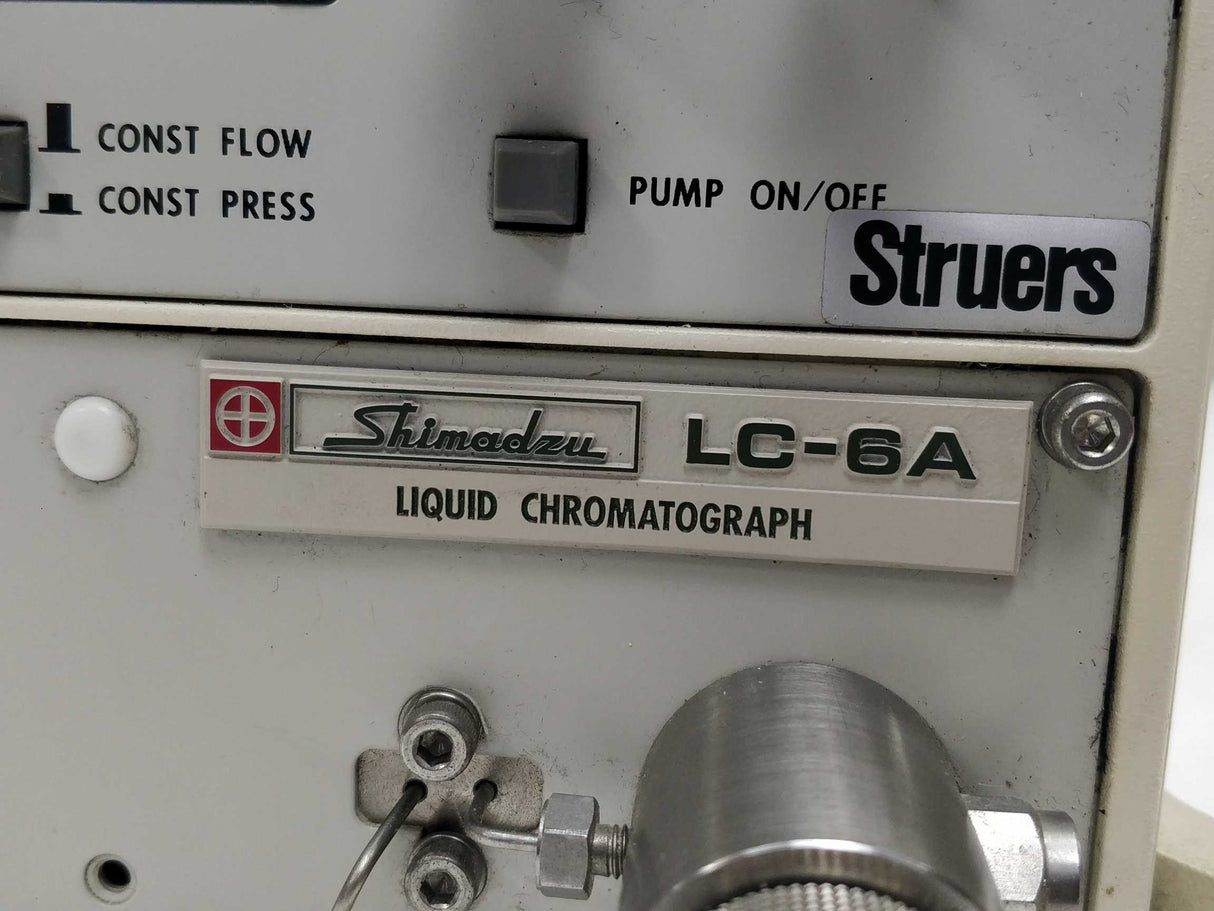 CONST FLOW
CONST PRESS
PUMP ON/OFF
Struers
Shimadzu LC-6A
LIQUID CHROMATOGRAPH